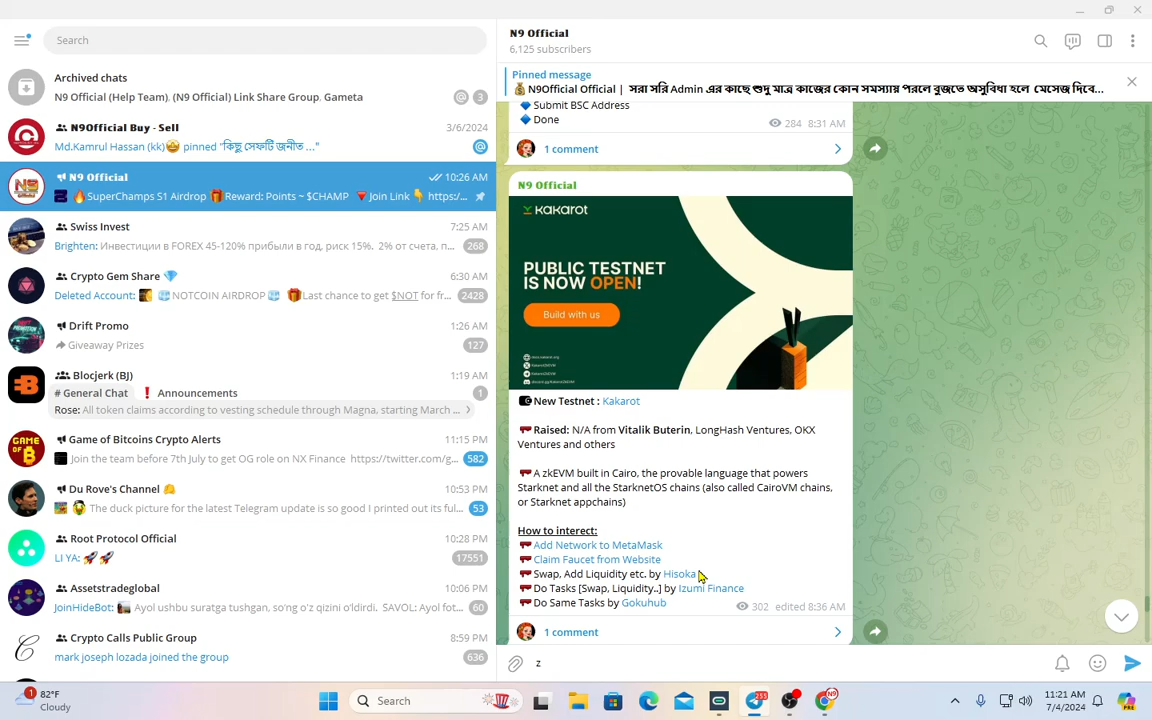 Search
Archived chats
N9 Official (Help Team), (N9 Official) Link Share Group, Gameta
@ 3
N9Official Buy - Sell
3/6/2024
Md.Kamrul Hassan (kk)🤩 pinned "কিছু সেফটি জনীত ..."
@
N9 Official
10:26 AM
🔥SuperChamps S1 Airdrop 🎁Reward: Points ~ $CHAMP 🔻Join Link 👇 https:/...
Swiss Invest
7:25 AM
Brighten: Инвестиции в FOREX 45-120% прибыли в год, риск 15%. 2% от счета, п...
268
Crypto Gem Share 💎
6:30 AM
Deleted Account: 🧊NOTCOIN AIRDROP🧊 🎁Last chance to get $NOT for fr...
2428
Drift Promo
1:26 AM
Giveaway Prizes
127
Blocjerk (BJ)
1:19 AM
# General Chat ❗ Announcements
1
Rose: All token claims according to vesting schedule through Magna, starting March ...
Game of Bitcoins Crypto Alerts
11:15 PM
Join the team before 7th July to get OG role on NX Finance https://twitter.com/g...
582
GAME OF B
Du Rove's Channel
10:53 PM
The duck picture for the latest Telegram update is so good I printed out its ful...
53
Root Protocol Official
10:28 PM
LI YA: 🚀🚀
17551
Assetstradeglobal
10:06 PM
JoinHideBot: Ayol ushbu suratga tushgan, so'ng o'z qizini o'ldirdi. SAVOL: Ayol fot...
60
Crypto Calls Public Group
8:59 PM
mark joseph lozada joined the group
636
N9 Official
6,125 subscribers
Pinned message
💰N9Official Official | সরা সরি Admin এর কাছে শুদু মাত্র কাজের কোন সমস্যায় পরলে বুজতে অসুবিধা হলে মেসেজ দিবে...
🔷 Submit BSC Address
🔷 Done
284 8:31 AM
1 comment
N9 Official
KAKAROT
PUBLIC TESTNET
IS NOW OPEN!
Build with us
New Testnet : Kakarot
Raised: N/A from Vitalik Buterin, LongHash Ventures, OKX
Ventures and others
A zkEVM built in Cairo, the provable language that powers
Starknet and all the StarknetOS chains (also called CairoVM chains,
or Starknet appchains)
How to interect:
Add Network to MetaMask
Claim Faucet from Website
Swap, Add Liquidity etc. by Hisoka
Do Tasks [Swap, Liquidity..] by Izumi Finance
Do Same Tasks by Gokuhub
302 edited 8:36 AM
1 comment
z
1
82°F
Cloudy
Search
255
N9
11:21 AM
7/4/2024
PRE